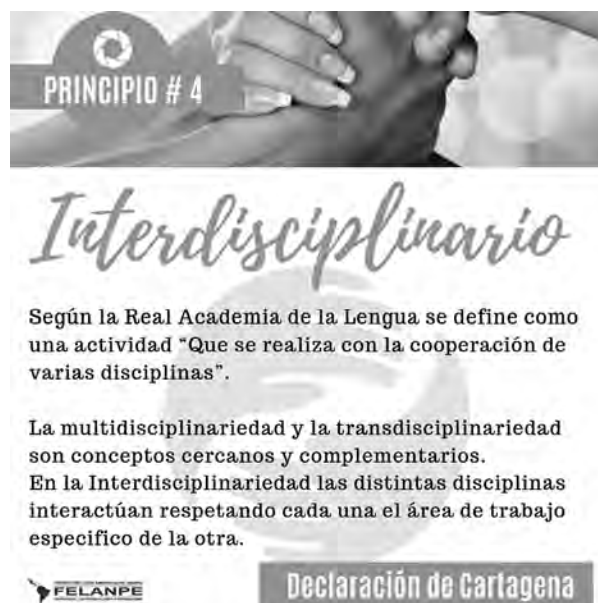 PRINCIPIO # 4
Interdisciplinario
Según la Real Academia de la Lengua se define como
una actividad “Que se realiza con la cooperación de
varias disciplinas”.
La multidisciplinariedad y la transdisciplinariedad
son conceptos cercanos y complementarios.
En la Interdisciplinariedad las distintas disciplinas
interactúan respetando cada una el área de trabajo
especifico de la otra.
FELANPE
Declaración de Cartagena